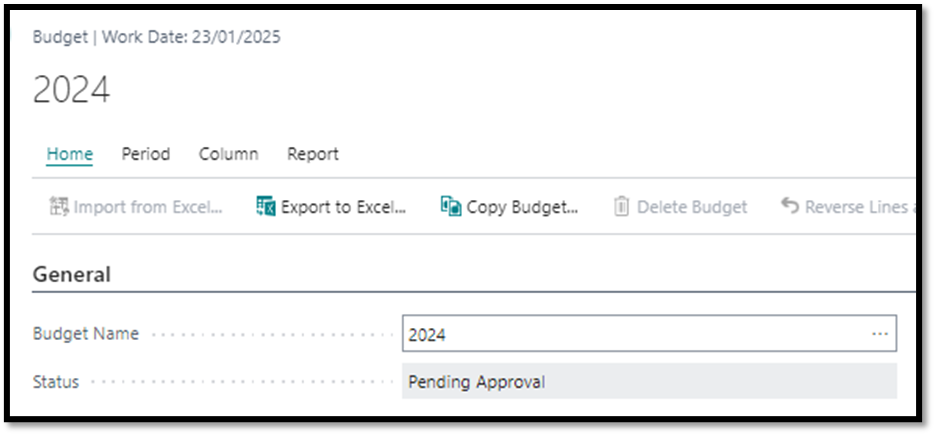 Budget | Work Date: 23/01/2025
2024
Home Period Column Report
Import from Excel... Export to Excel... Copy Budget... Delete Budget Reverse Lines
General
Budget Name 2024 ...
Status Pending Approval